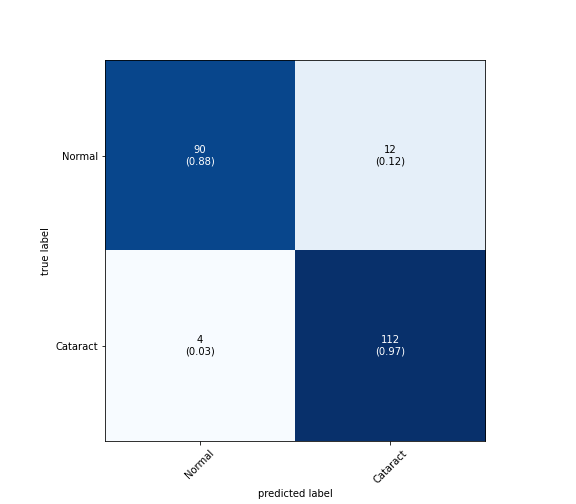 true label
Normal
90
(0.88)
12
(0.12)
Cataract
4
(0.03)
112
(0.97)
Normal
Cataract
predicted label